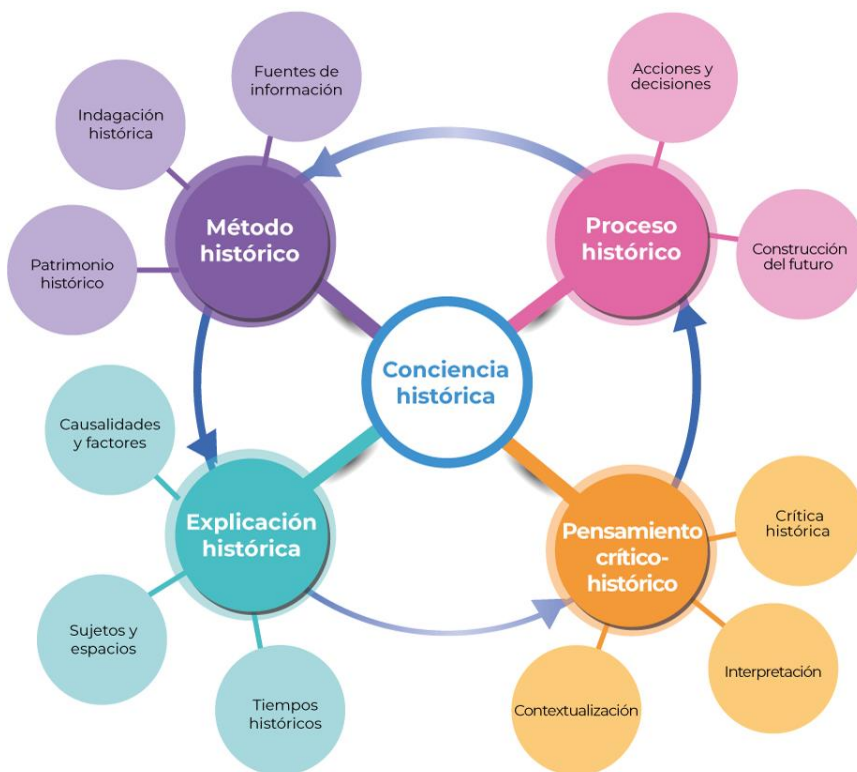 Fuentes de
información
Indagación
histórica
Patrimonio
histórico
Método
histórico
Acciones y
decisiones
Proceso
histórico
Construcción
del futuro
Conciencia
histórica
Causalidades
y factores
Explicación
histórica
Sujetos y
espacios
Tiempos
históricos
Pensamiento
crítico-
histórico
Crítica
histórica
Interpretación
Contextualización